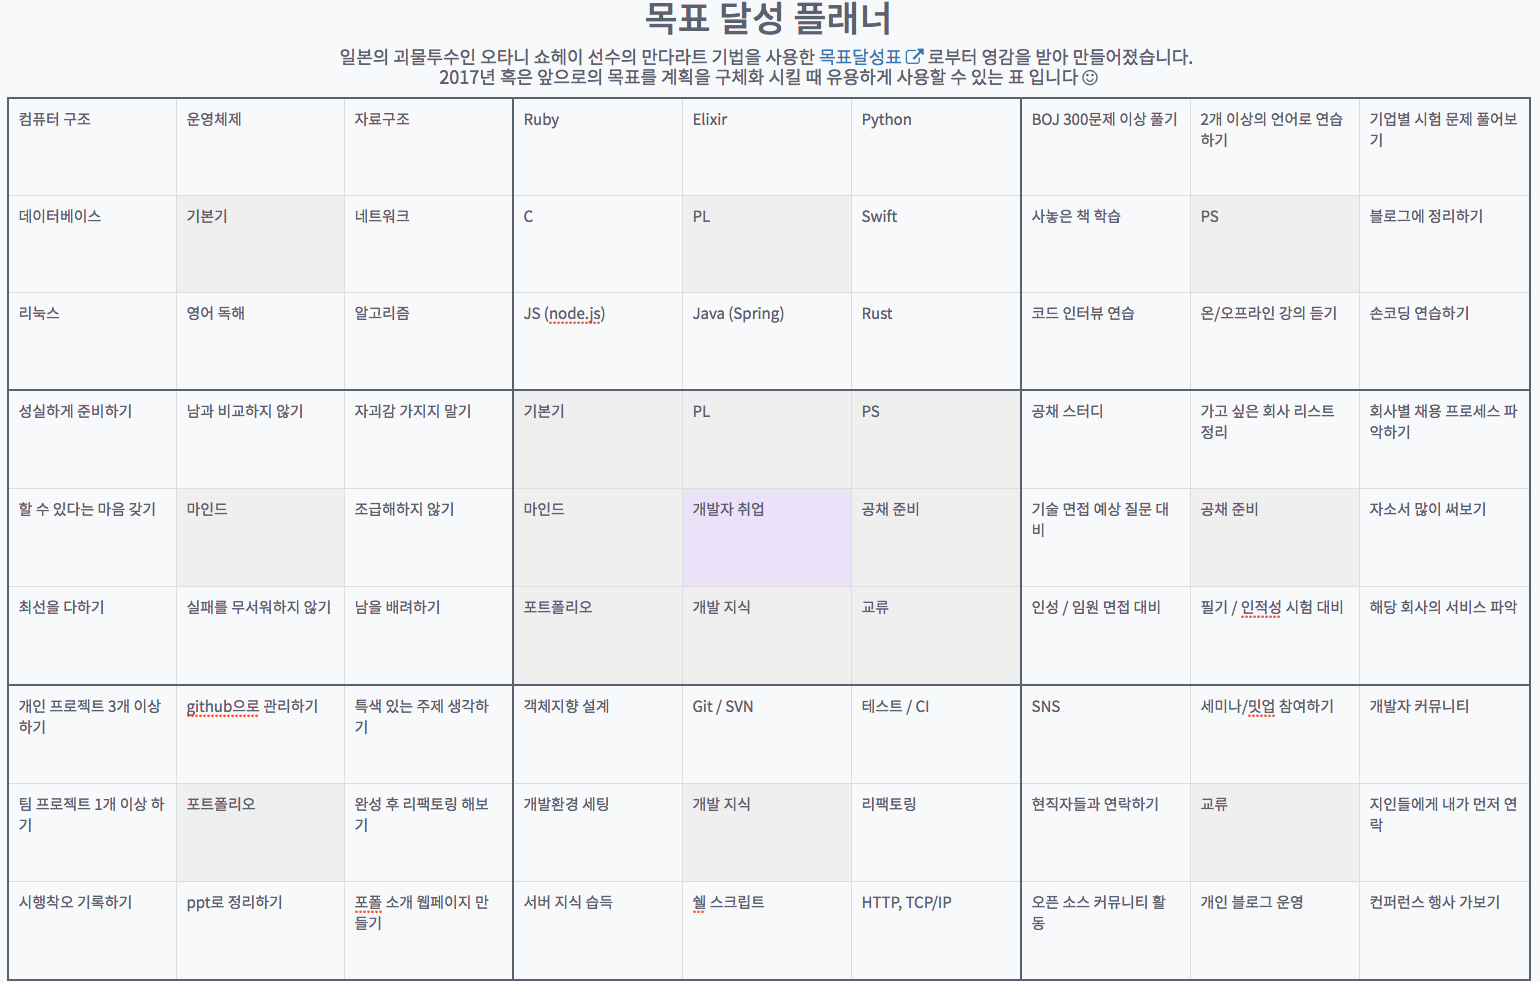 목표 달성 플래너
일본의 괴물투수인 오타니 쇼헤이 선수의 만다라트 기법을 사용한 목표달성표 로부터 영감을 받아 만들어졌습니다.
2017년 혹은 앞으로의 목표를 계획을 구체화 시킬 때 유용하게 사용할 수 있는 표 입니다
컴퓨터 구조
운영체제
자료구조
Ruby
Elixir
Python
BOJ 300문제 이상 풀기
2개 이상의 언어로 연습
하기
기업별 시험 문제 풀어보
기
데이터베이스
기본기
네트워크
C
PL
Swift
사놓은 책 학습
PS
블로그에 정리하기
리눅스
영어 독해
알고리즘
JS (node.js)
Java (Spring)
Rust
코드 인터뷰 연습
온/오프라인 강의 듣기
손코딩 연습하기
성실하게 준비하기
남과 비교하지 않기
자괴감 가지지 말기
기본기
PL
PS
공채 스터디
가고 싶은 회사 리스트
정리
회사별 채용 프로세스 파
악하기
할 수 있다는 마음 갖기
마인드
조급해하지 않기
마인드
개발자 취업
공채 준비
기술 면접 예상 질문 대
비
공채 준비
자소서 많이 써보기
최선을 다하기
실패를 무서워하지 않기
남을 배려하기
포트폴리오
개발 지식
교류
인성 / 임원 면접 대비
필기 / 인적성 시험 대비
해당 회사의 서비스 파악
개인 프로젝트 3개 이상
하기
github으로 관리하기
특색 있는 주제 생각하
기
객체지향 설계
Git / SVN
테스트 / CI
SNS
세미나/밋업 참여하기
개발자 커뮤니티
팀 프로젝트 1개 이상 하
기
포트폴리오
완성 후 리팩토링 해보
기
개발환경 세팅
개발 지식
리팩토링
현직자들과 연락하기
교류
지인들에게 내가 먼저 연
락
시행착오 기록하기
ppt로 정리하기
포폴 소개 웹페이지 만
들기
서버 지식 습득
쉘 스크립트
HTTP, TCP/IP
오픈 소스 커뮤니티 활
동
개인 블로그 운영
컨퍼런스 행사 가보기